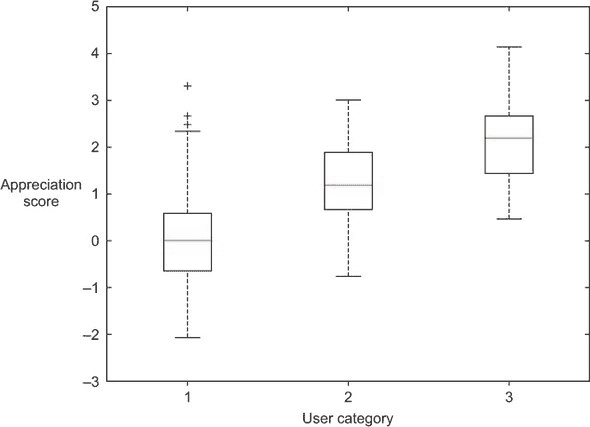 5
4
3
2
1
0
–1
–2
–3
Appreciation
score
1 2 3
User category